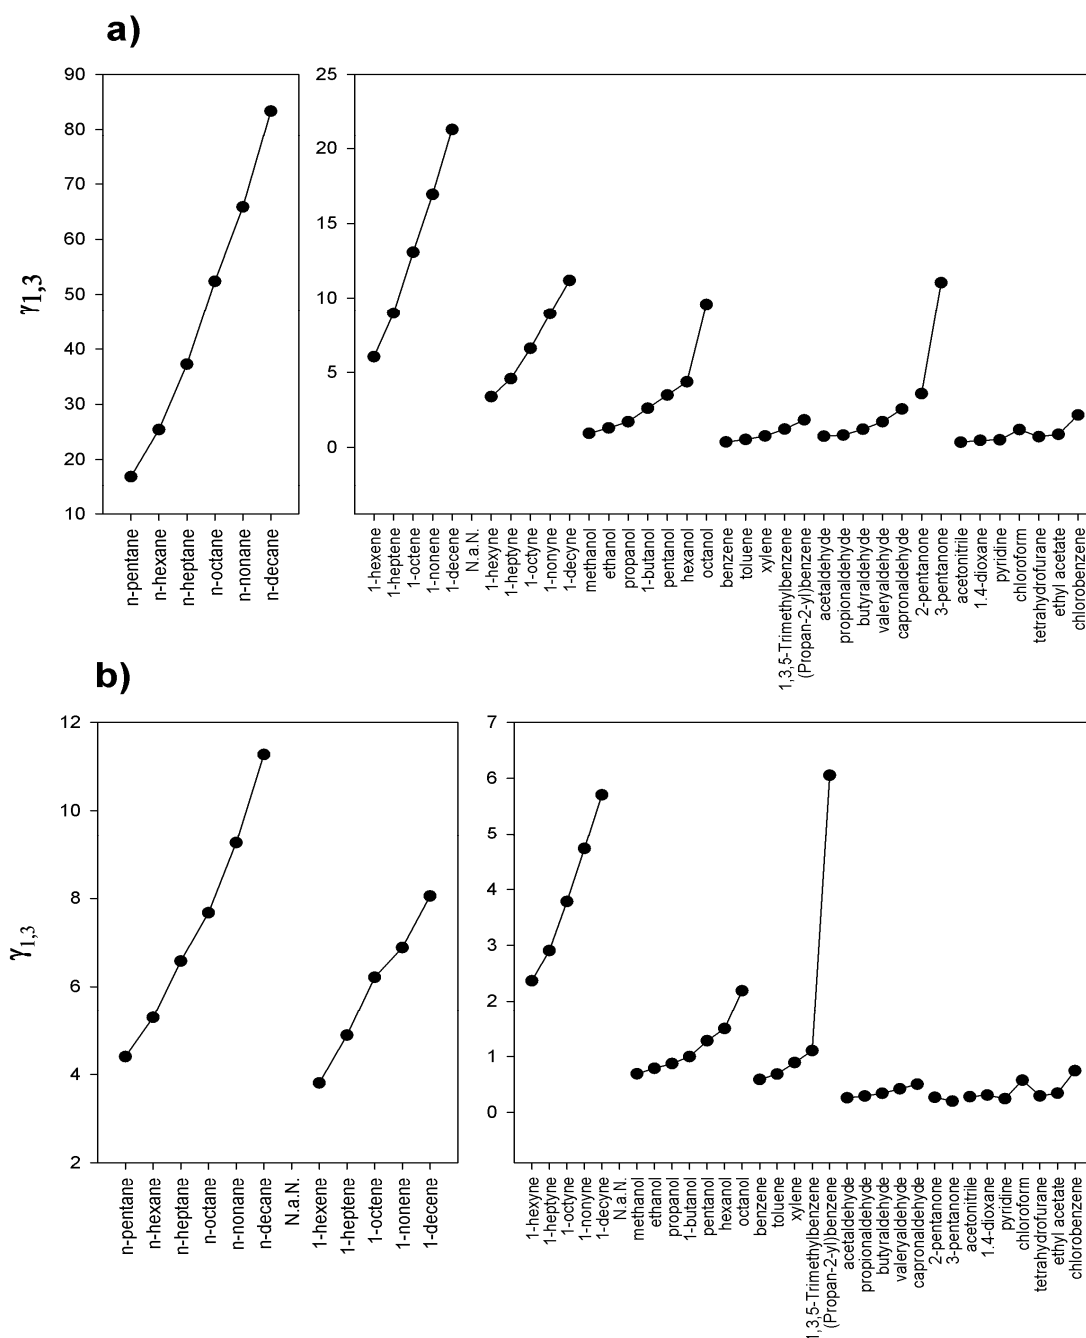 a)
90
80
70
60
50
40
30
20
10
γ1,3
n-pentane
n-hexane
n-heptane
n-octane
n-nonane
n-decane
25
20
15
10
5
0
1-hexene
1-heptene
1-octene
1-nonene
1-decene
N.a.N.
1-hexyne
1-heptyne
1-octyne
1-nonyne
1-decyne
methanol
ethanol
propanol
1-butanol
pentanol
hexanol
octanol
benzene
toluene
xylene
1,3,5-Trimethylbenzene
(Propan-2-yl)benzene
acetaldehyde
propionaldehyde
butyraldehyde
valeryaldehyde
capronaldehyde
2-pentanone
3-pentanone
acetonitrile
1.4-dioxane
pyridine
chloroform
tetrahydrofurane
ethyl acetate
chlorobenzene
b)
12
10
8
6
4
2
γ1,3
n-pentane
n-hexane
n-heptane
n-octane
n-nonane
n-decane
N.a.N.
1-hexene
1-heptene
1-octene
1-nonene
1-decene
7
6
5
4
3
2
1
0
1-hexyne
1-heptyne
1-octyne
1-nonyne
1-decyne
N.a.N.
methanol
ethanol
propanol
1-butanol
pentanol
hexanol
octanol
benzene
toluene
xylene
1,3,5-Trimethylbenzene
(Propan-2-yl)benzene
acetaldehyde
propionaldehyde
butyraldehyde
valeryaldehyde
capronaldehyde
2-pentanone
3-pentanone
acetonitrile
1.4-dioxane
pyridine
chloroform
tetrahydrofurane
ethyl acetate
chlorobenzene